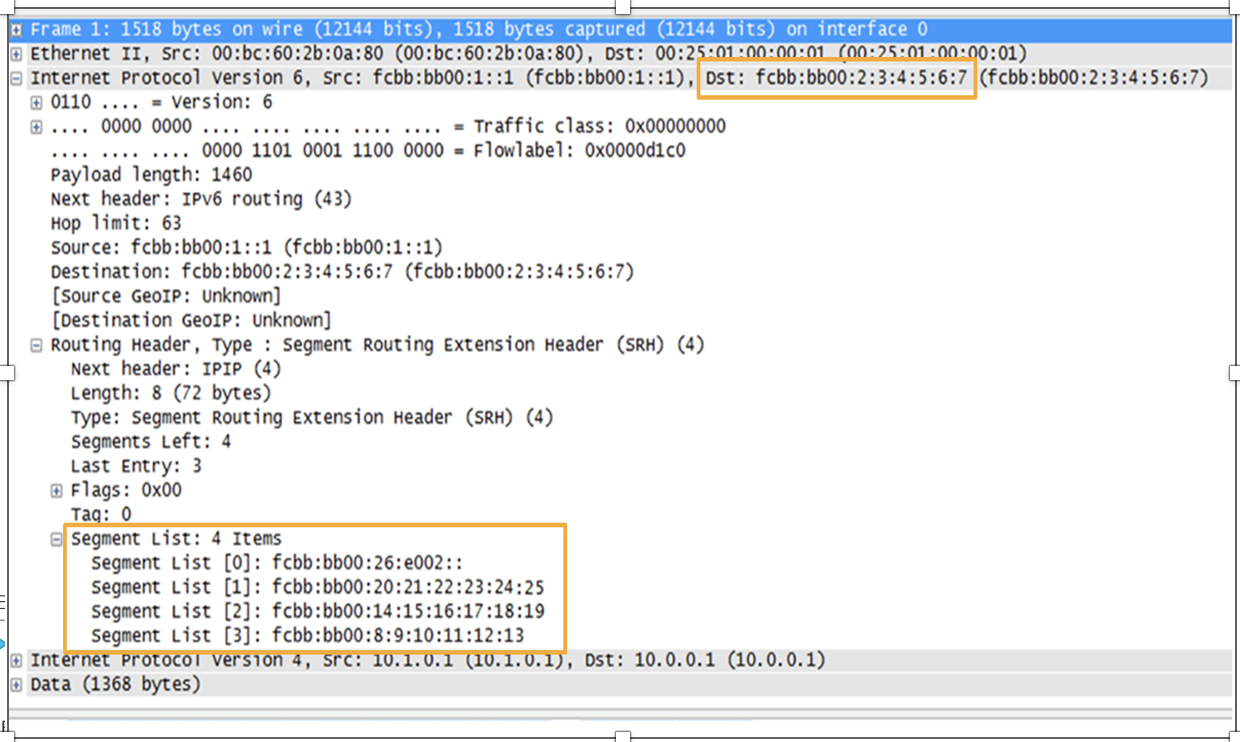 Frame 1: 1518 bytes on wire (12144 bits), 1518 bytes captured (12144 bits) on interface 0
Ethernet II, Src: 00:bc:60:2b:0a:80 (00:bc:60:2b:0a:80), Dst: 00:25:01:00:00:01 (00:25:01:00:00:01)
Internet Protocol Version 6, Src: fcbb:bb00:1::1 (fcbb:bb00:1::1), Dst: fcbb:bb00:2:3:4:5:6:7 (fcbb:bb00:2:3:4:5:6:7)
0110 .... = Version: 6
.... 0000 0000 .... .... .... .... .... = Traffic class: 0x00000000
.... .... .... 0000 1101 0001 1100 0000 = Flowlabel: 0x0000d1c0
Payload length: 1460
Next header: IPv6 routing (43)
Hop limit: 63
Source: fcbb:bb00:1::1 (fcbb:bb00:1::1)
Destination: fcbb:bb00:2:3:4:5:6:7 (fcbb:bb00:2:3:4:5:6:7)
[Source GeoIP: Unknown]
[Destination GeoIP: Unknown]
Routing Header, Type : Segment Routing Extension Header (SRH) (4)
Next header: IPIP (4)
Length: 8 (72 bytes)
Type: Segment Routing Extension Header (SRH) (4)
Segments Left: 4
Last Entry: 3
Flags: 0x00
Tag: 0
Segment List: 4 Items
Segment List [0]: fcbb:bb00:26:e002::
Segment List [1]: fcbb:bb00:20:21:22:23:24:25
Segment List [2]: fcbb:bb00:14:15:16:17:18:19
Segment List [3]: fcbb:bb00:8:9:10:11:12:13
Internet Protocol Version 4, Src: 10.1.0.1 (10.1.0.1), Dst: 10.0.0.1 (10.0.0.1)
Data (1368 bytes)